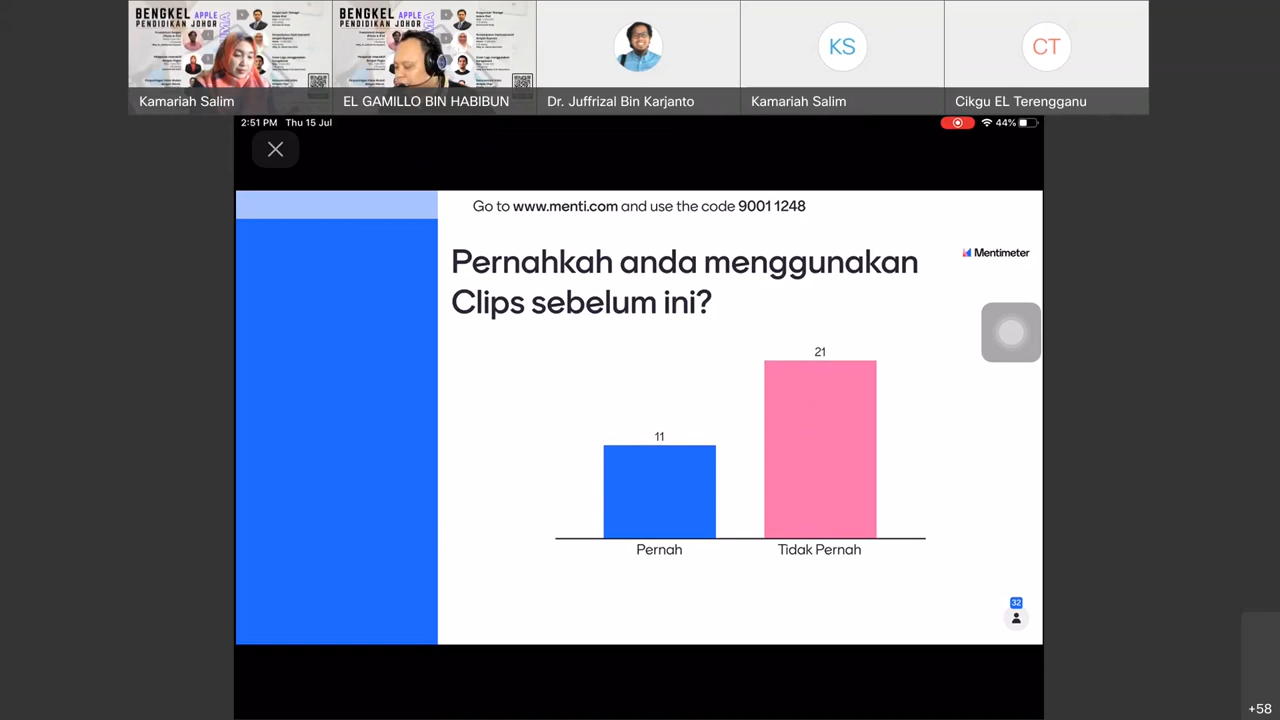 BENGKEL APPLE
PENDIDIKAN JOHOR
BENGKEL APPLE
PENDIDIKAN JOHOR
KS
CT
Kamariah Salim
EL GAMILLO BIN HABIBUN
Dr. Juffrizal Bin Karjanto
Kamariah Salim
Cikgu EL Terengganu
2:51 PM Thu 15 Jul
44%
Go to www.menti.com and use the code 9001 1248
Pernahkah anda menggunakan
Clips sebelum ini?
Mentimeter
21
11
Pernah
Tidak Pernah
32
+58